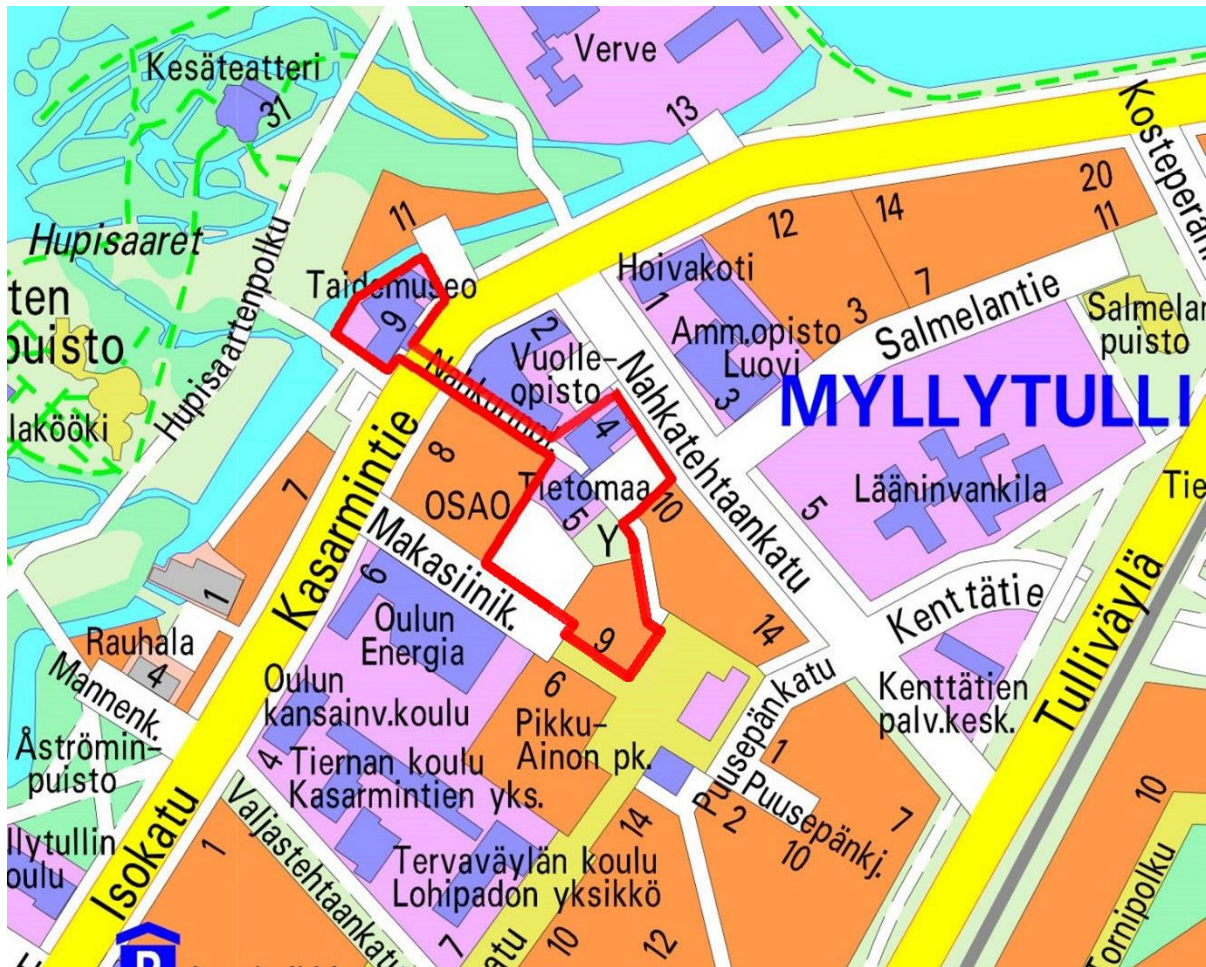 Verve
Kesäteatteri
31
13
Kosteperän
20
11
14
12
11
Hupisaaret
Taidemuseo
Hoivakoti
9
2
1
7
3
Salmelantie
ten
puisto
Hupisaartenpolku
Vuolle-
opisto
Amm.opisto
Luovi
3
Salmelan
puisto
MYLLYTULLI
Nahkatehtaankatu
4
8
Kasarmintie
7
OSAO
Tietomaa
5
10
Y
Lääninvankila
5
Tie
Makasiinik.
6
Oulun
Energia
1
Rauhala
4
Mannenk.
9
14
Kenttätie
Tulliväylä
Oulun
kansainv.koulu
6
Pikku-
Ainon pk.
Puusepänkatu
Kenttätien
palv.kesk.
Åströmin-
puisto
4
Tiernan koulu
Kasarmintien yks.
1
Puusepänkj.
2
10
7
10
14
Isokatu
1
Valjastehtaankatu
Tervaväylän koulu
Lohipadon yksikkö
llytullin
oulu
7
atu
10
12
Tornipolku
P